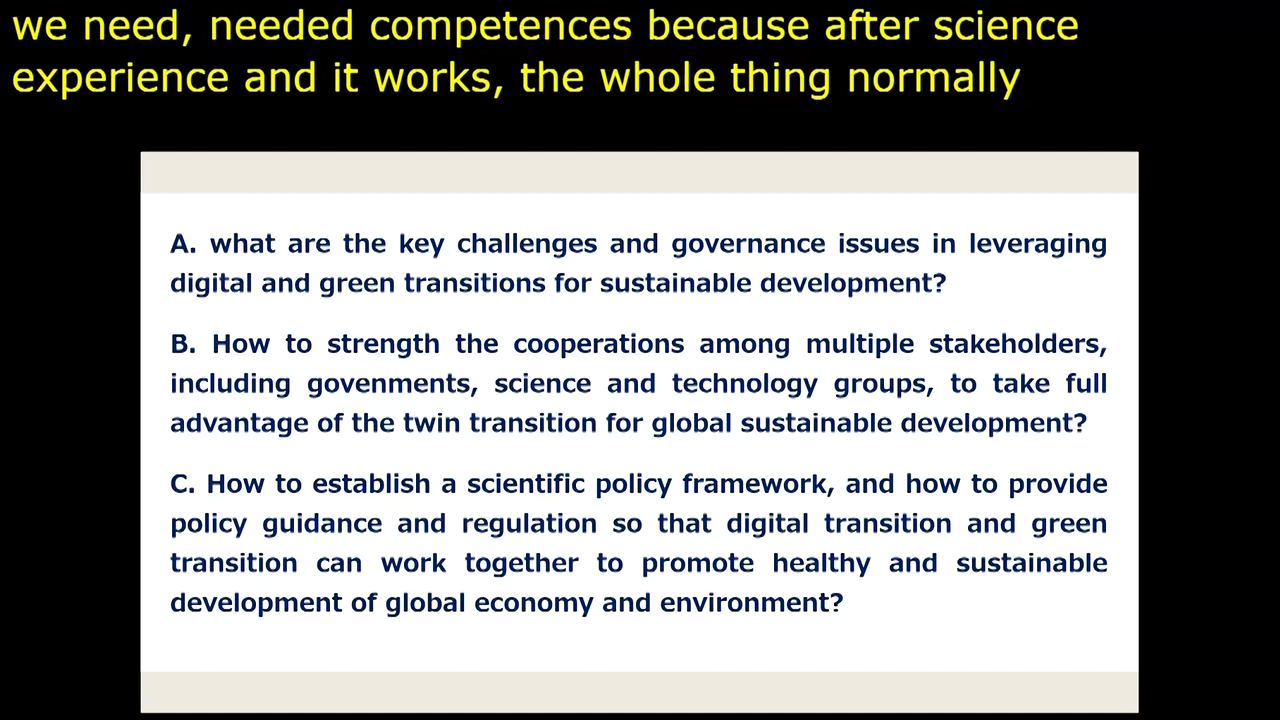 we need, needed competences because after science
experience and it works, the whole thing normally
A. what are the key challenges and governance issues in leveraging
digital and green transitions for sustainable development?
B. How to strength the cooperations among multiple stakeholders,
including govenments, science and technology groups, to take full
advantage of the twin transition for global sustainable development?
C. How to establish a scientific policy framework, and how to provide
policy guidance and regulation so that digital transition and green
transition can work together to promote healthy and sustainable
development of global economy and environment?